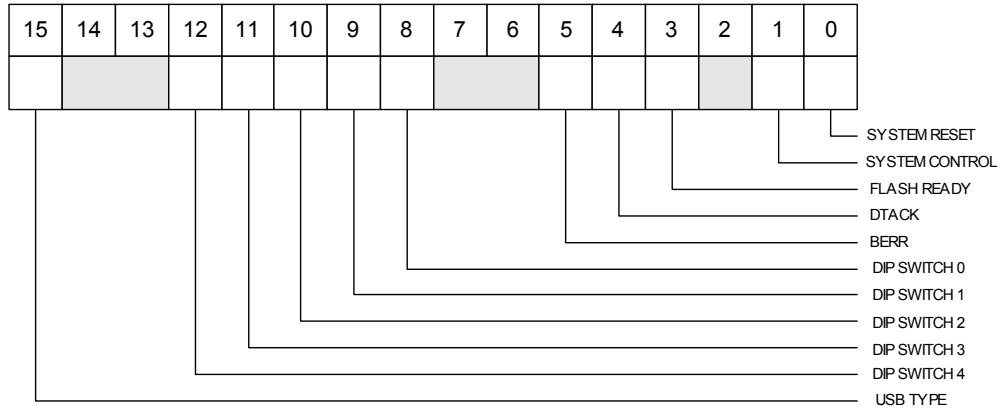 15 14 13 12 11 10 9 8 7 6 5 4 3 2 1 0
SYSTEM RESET
SYSTEM CONTROL
FLASH READY
DTACK
BERR
DIP SWITCH 0
DIP SWITCH 1
DIP SWITCH 2
DIP SWITCH 3
DIP SWITCH 4
USB TYPE